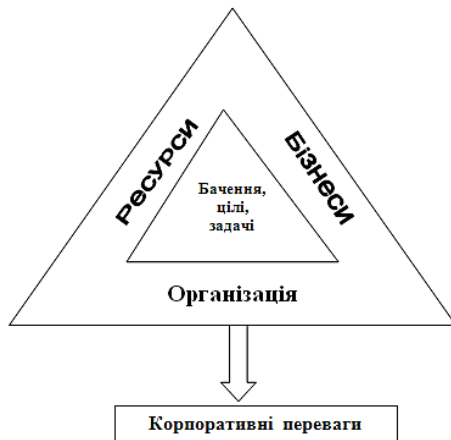 Ресурси
Бізнеси
Бачення,
цілі,
задачі
Організація
Корпоративні переваги